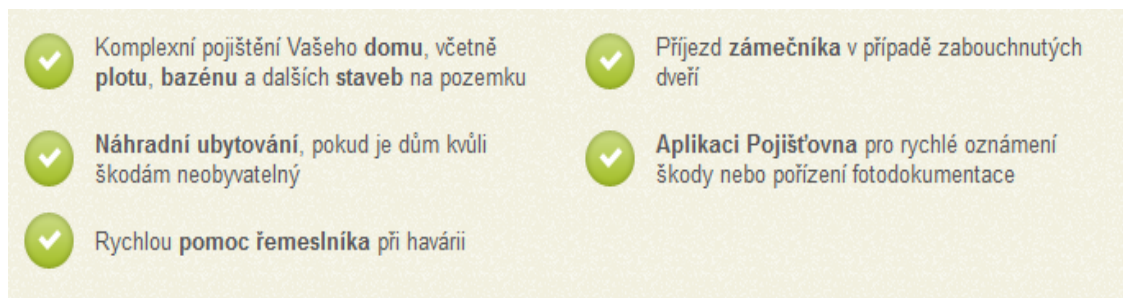 Komplexní pojištění Vašeho domu, včetně
plotu, bazénu a dalších staveb na pozemku
Náhradní ubytování, pokud je dům kvůli
škodám neobyvatelný
Rychlou pomoc řemeslníka při havárii
Příjezd zámečníka v případě zabouchnutých
dveří
Aplikaci Pojišťovna pro rychlé oznámení
škody nebo pořízení fotodokumentace